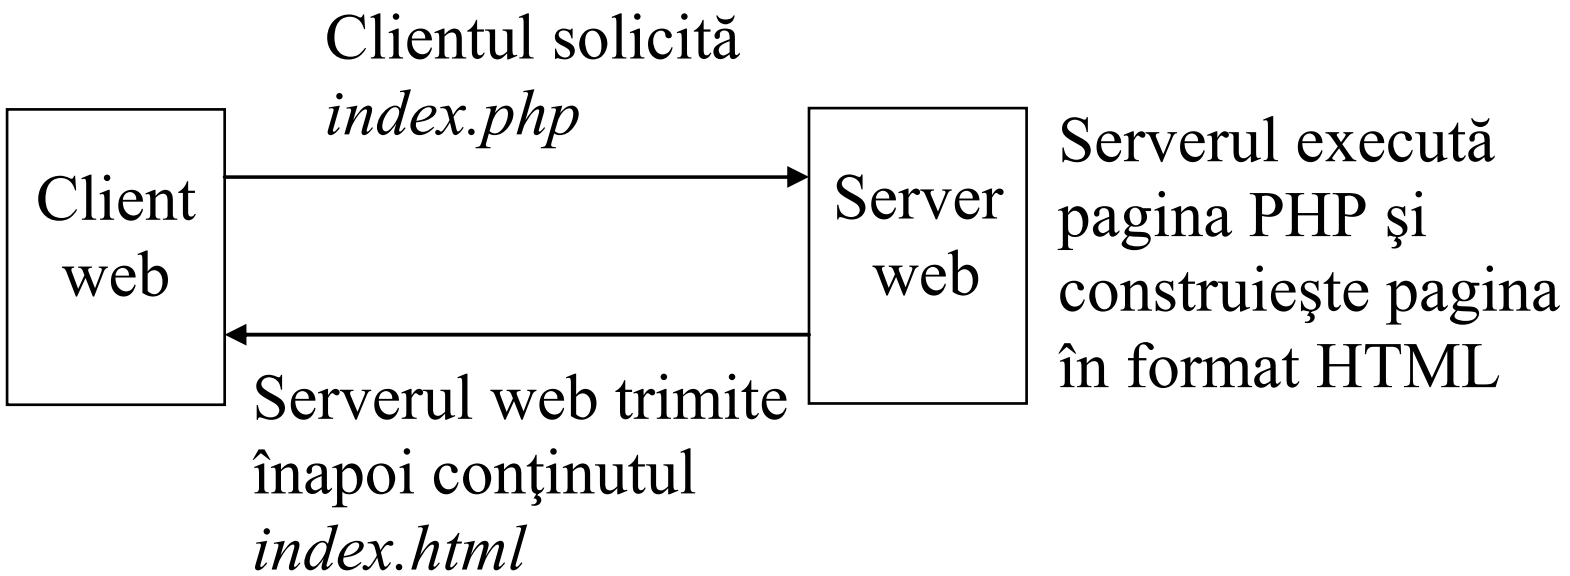 Clientul solicită
index.php
Client
web
Server
web
Serverul execută
pagina PHP şi
construieşte pagina
în format HTML
Serverul web trimite
înapoi conţinutul
index.html